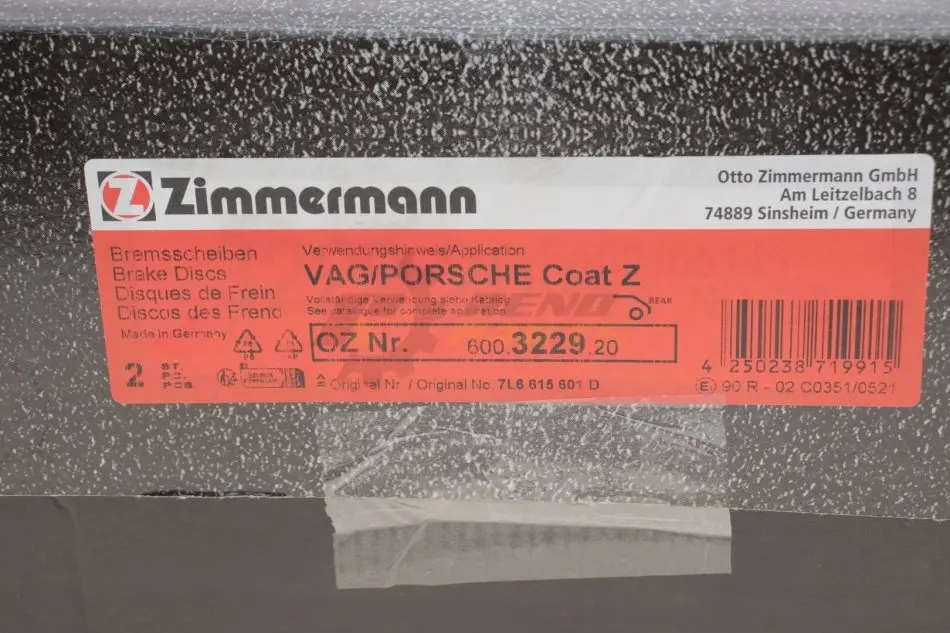 Z Zimmermann
Otto Zimmermann GmbH
Am Leitzelbach 8
74889 Sinsheim / Germany
Bremsscheiben
Brake Discs
Disques de Frein
Discos des Freno
Made in Germany
2 ST. PC. PCS.
Verwendungshinweis/Application
VAG/PORSCHE Coat Z
Vollständige Verwendung siehe Katalog
See catalogue for complete application
REAR
OZ Nr. 600.3229.20
≙ Original Nr. / Original No. 7L6 615 601 D
4 250238 719915
E1 90 R - 02 C0351/0521